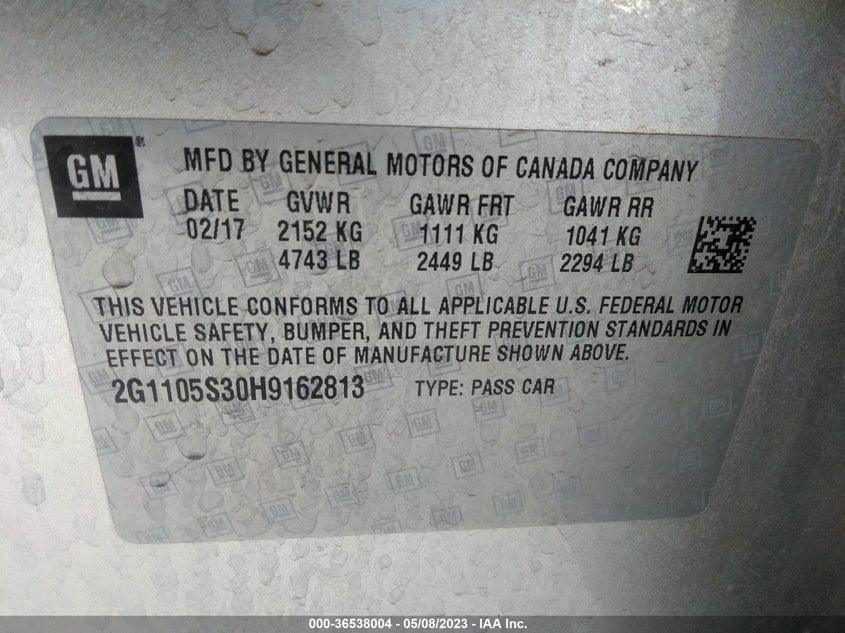 GM ®
MFD BY GENERAL MOTORS OF CANADA COMPANY
DATE GVWR GAWR FRT GAWR RR
02/17 2152 KG 1111 KG 1041 KG
4743 LB 2449 LB 2294 LB
THIS VEHICLE CONFORMS TO ALL APPLICABLE U.S. FEDERAL MOTOR
VEHICLE SAFETY, BUMPER, AND THEFT PREVENTION STANDARDS IN
EFFECT ON THE DATE OF MANUFACTURE SHOWN ABOVE.
2G1105S30H9162813 TYPE: PASS CAR
000-36538004 - 05/08/2023 - IAA Inc.